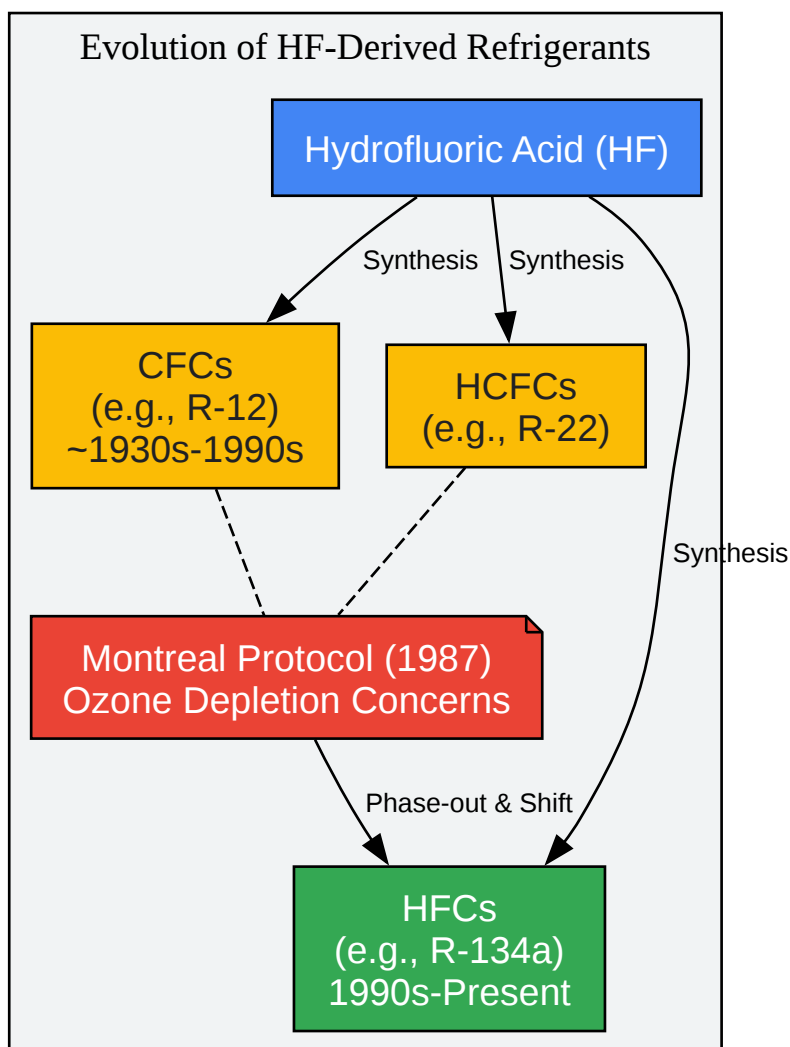 Evolution of HF-Derived Refrigerants
Hydrofluoric Acid (HF)
Synthesis
Synthesis
CFCs
(e.g., R-12)
~1930s-1990s
HCFCs
(e.g., R-22)
Synthesis
Montreal Protocol (1987)
Ozone Depletion Concerns
Phase-out & Shift
HFCs
(e.g., R-134a)
1990s-Present